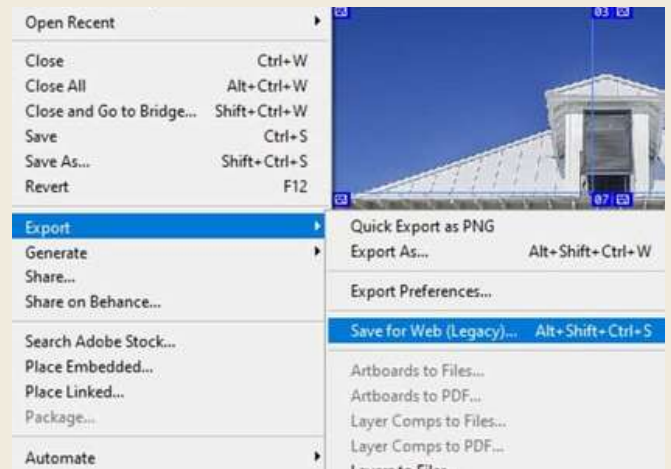 Open Recent
Close Ctrl+W
Close All Alt+Ctrl+W
Close and Go to Bridge... Shift+Ctrl+W
Save Ctrl+S
Save As... Shift+Ctrl+S
Revert F12
Export
Generate
Share...
Share on Behance...
Search Adobe Stock...
Place Embedded...
Place Linked...
Package...
Automate
03
07
Quick Export as PNG
Export As... Alt+Shift+Ctrl+W
Export Preferences...
Save for Web (Legacy)... Alt+Shift+Ctrl+S
Artboards to Files...
Artboards to PDF...
Layer Comps to Files...
Layer Comps to PDF...
Layers to Files